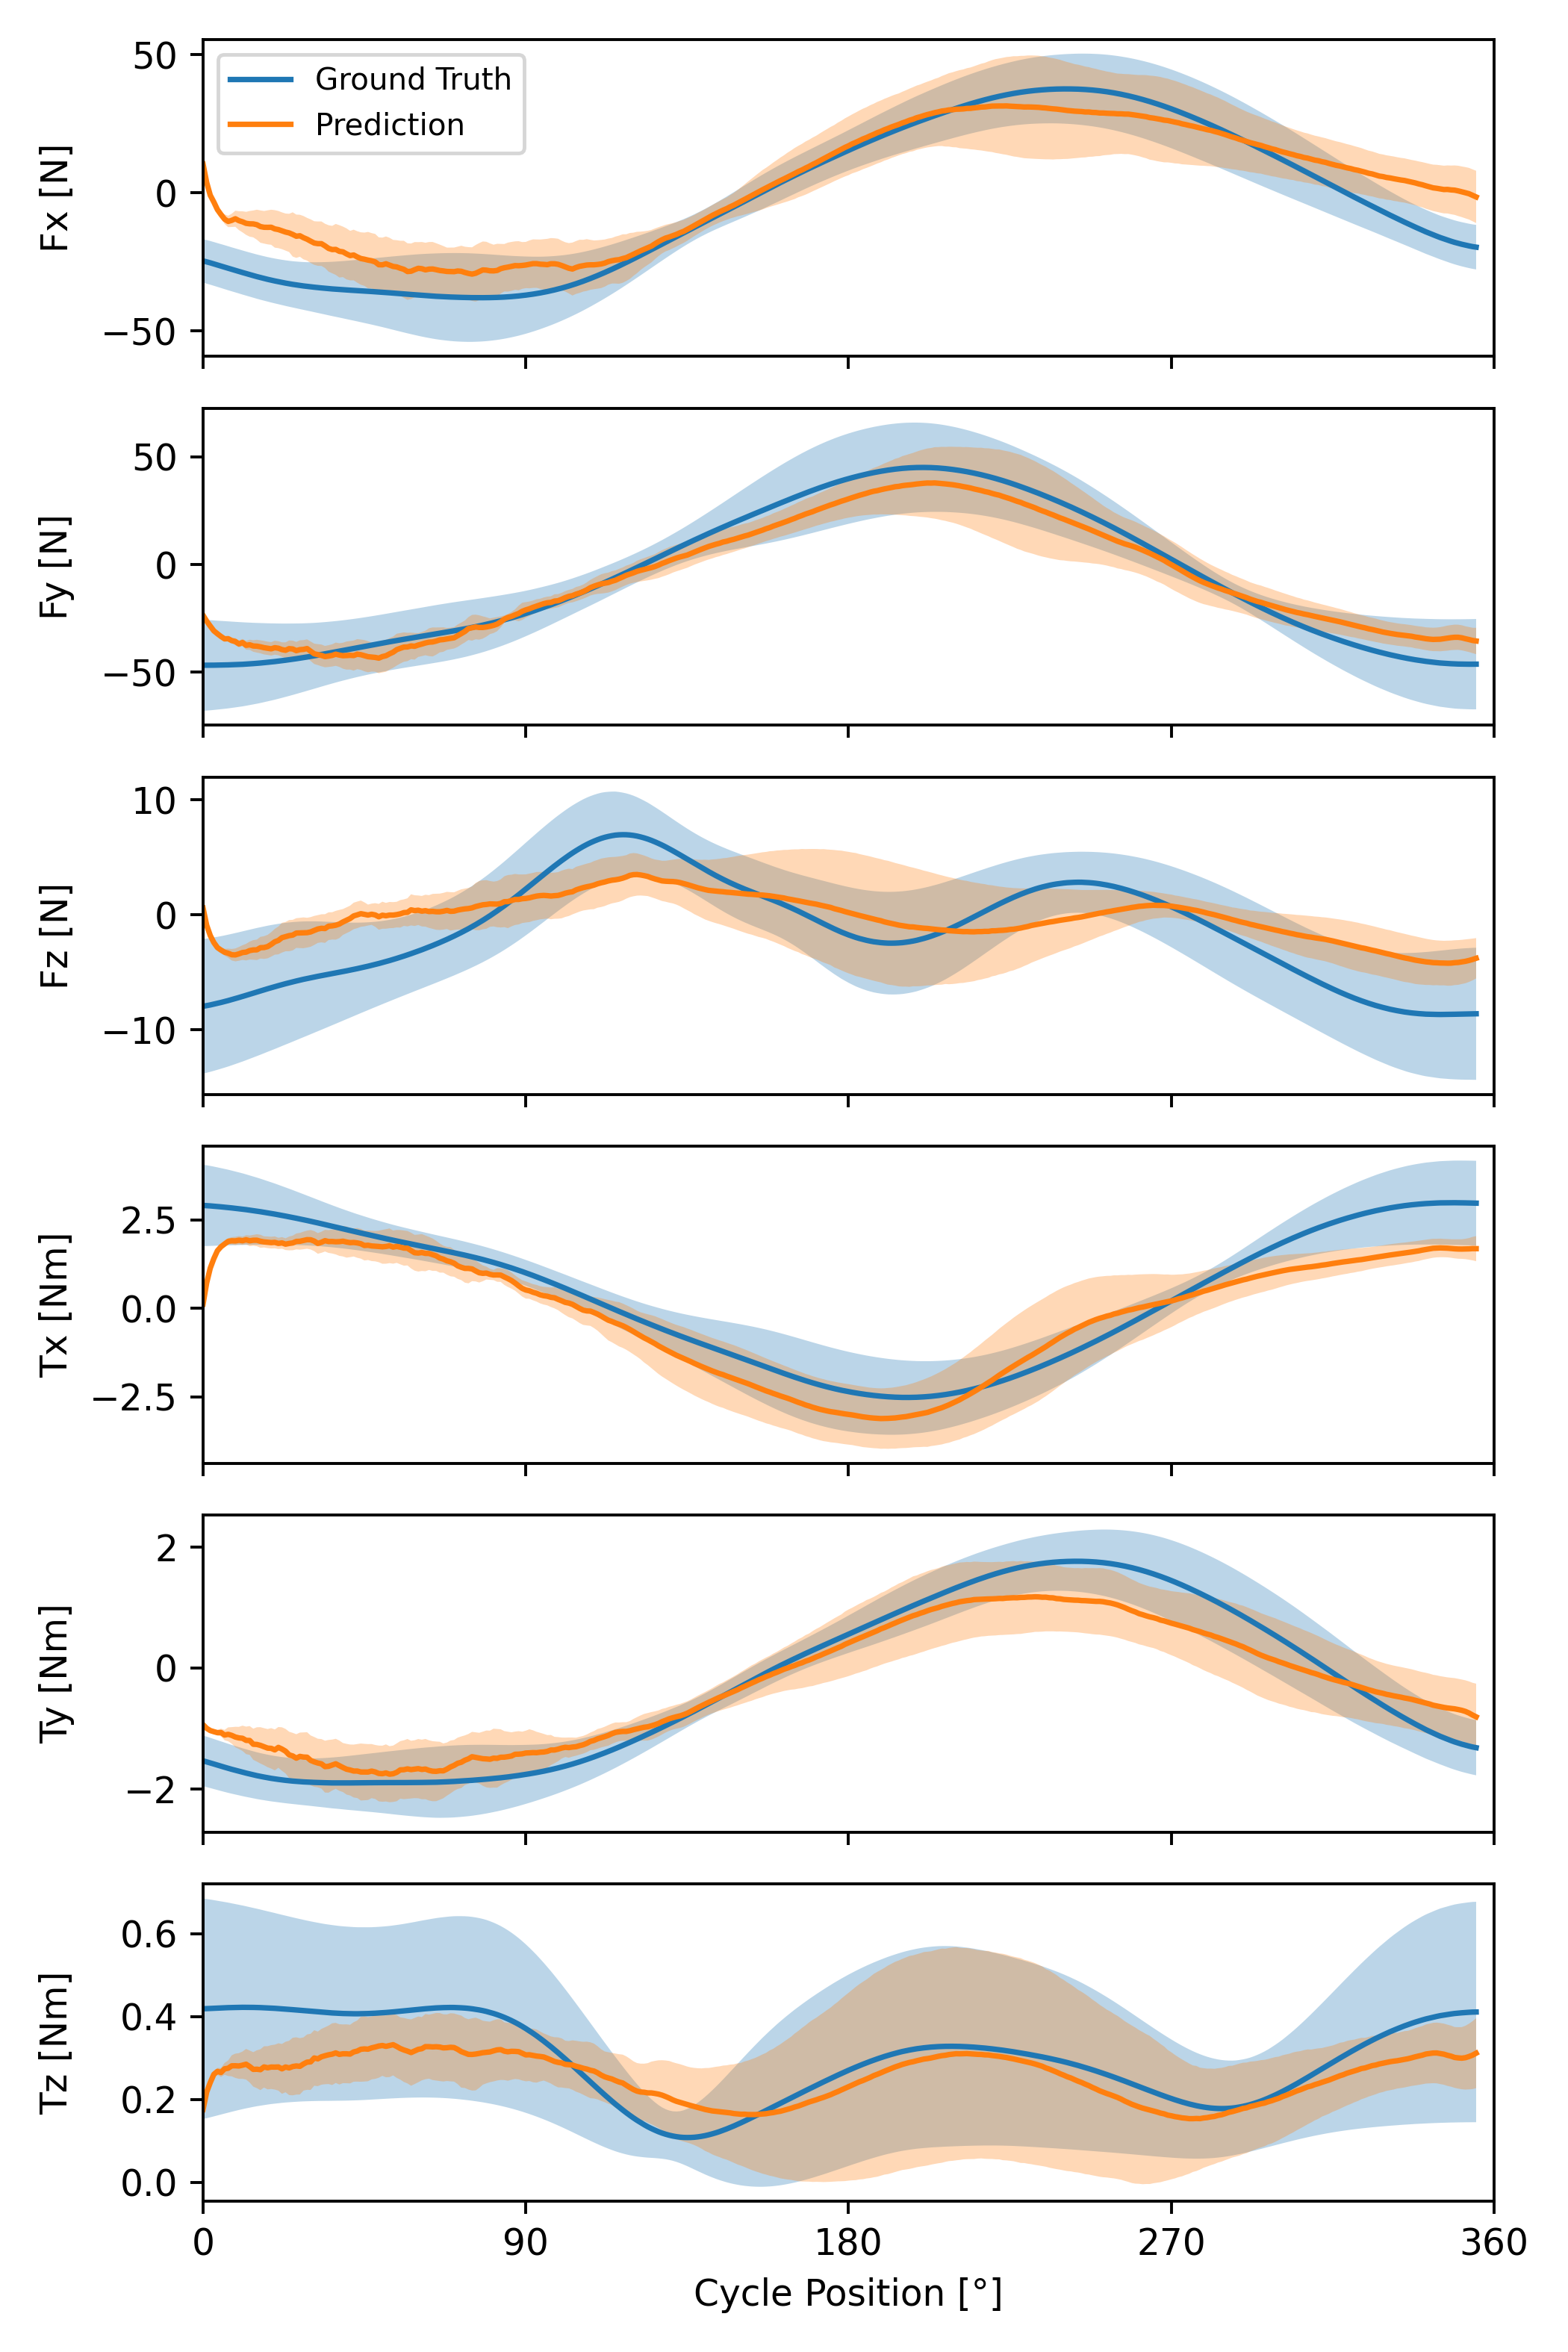 50
0
−50
Fx [N]
Ground Truth
Prediction
50
0
−50
Fy [N]
10
0
−10
Fz [N]
2.5
0.0
−2.5
Tx [Nm]
2
0
−2
Ty [Nm]
0.6
0.4
0.2
0.0
Tz [Nm]
0 90 180 270 360
Cycle Position [°]